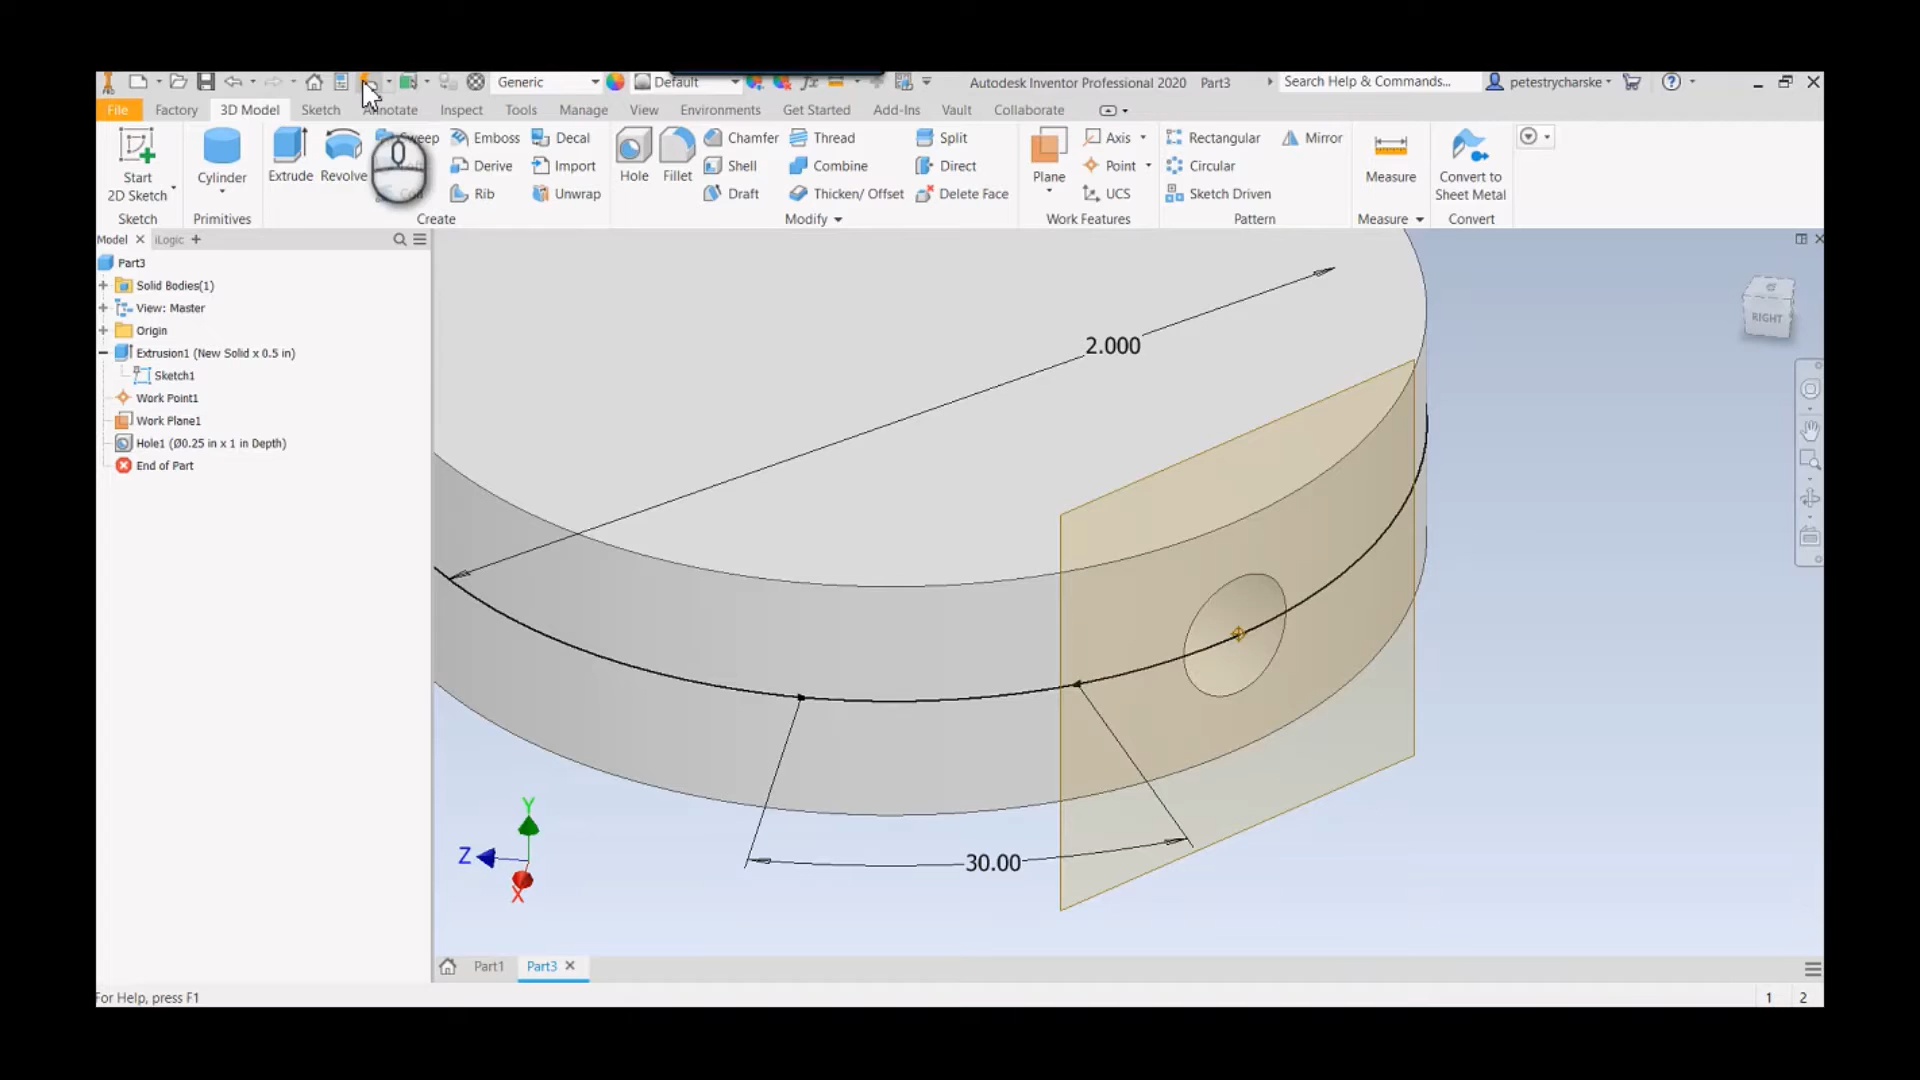 Generic
Default
fx
Autodesk Inventor Professional 2020 Part3
Search Help & Commands...
petestrycharske
PRO
File Factory 3D Model Sketch Annotate Inspect Tools Manage View Environments Get Started Add-Ins Vault Collaborate
Start
2D Sketch
Cylinder
Extrude
Revolve
Sweep
Emboss
Derive
Rib
Decal
Import
Unwrap
Hole
Fillet
Chamfer
Shell
Draft
Thread
Combine
Thicken/ Offset
Split
Direct
Delete Face
Plane
Axis
Point
UCS
Rectangular
Circular
Sketch Driven
Mirror
Measure
Convert to
Sheet Metal
Sketch Primitives Create Modify Work Features Pattern Measure Convert
Model iLogic
Part3
Solid Bodies(1)
View: Master
Origin
Extrusion1 (New Solid x 0.5 in)
Sketch1
Work Point1
Work Plane1
Hole1 (Ø0.25 in x 1 in Depth)
End of Part
2.000
30.00
RIGHT
Y
Z
X
Part1 Part3
For Help, press F1
1 2